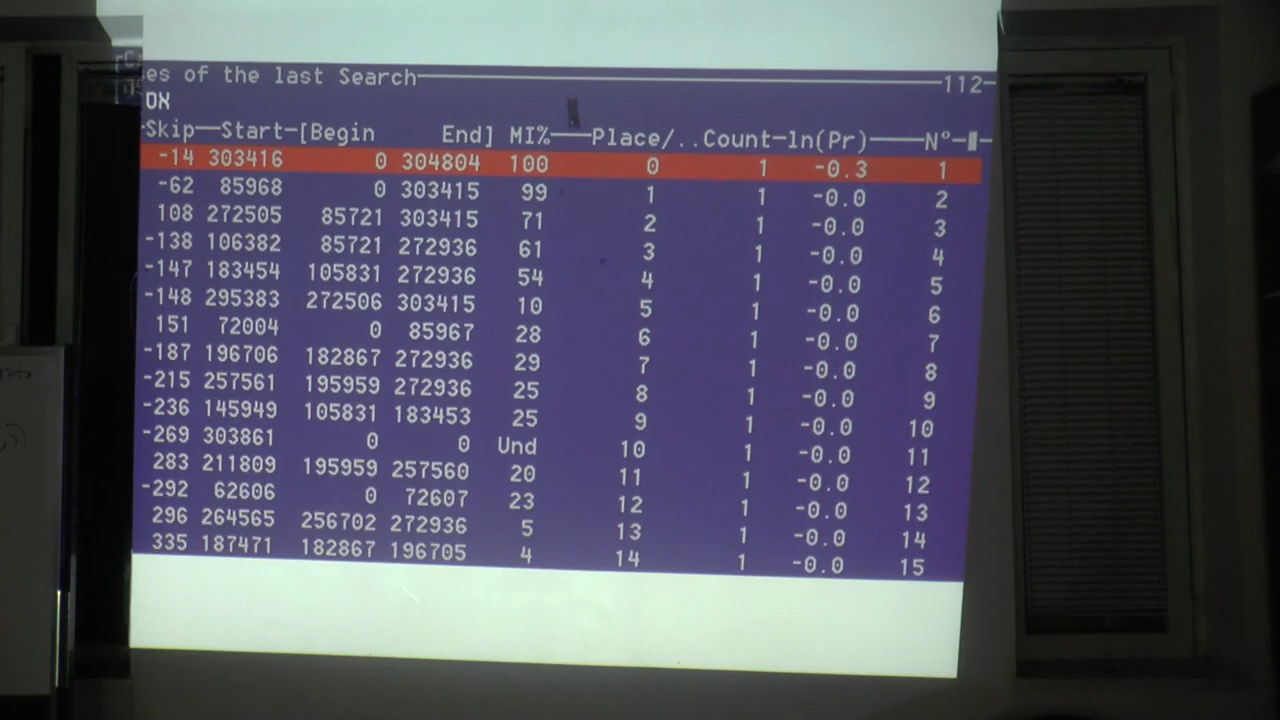 es of the last Search 112
OX
Skip Start [Begin End] MI% Place/..Count ln(Pr) N°
-14 303416 0 304804 100 0 1 -0.3 1
-62 85968 0 303415 99 1 1 -0.0 2
108 272505 85721 303415 71 2 1 -0.0 3
-138 106382 85721 272936 61 3 1 -0.0 4
-147 183454 105831 272936 54 4 1 -0.0 5
-148 295383 272506 303415 10 5 1 -0.0 6
151 72004 0 85967 28 6 1 -0.0 7
-187 196706 182867 272936 29 7 1 -0.0 8
-215 257561 195959 272936 25 8 1 -0.0 9
-236 145949 105831 183453 25 9 1 -0.0 10
-269 303861 0 0 Und 10 1 -0.0 11
283 211809 195959 257560 20 11 1 -0.0 12
-292 62606 0 72607 23 12 1 -0.0 13
296 264565 256702 272936 5 13 1 -0.0 14
335 187471 182867 196705 4 14 1 -0.0 15